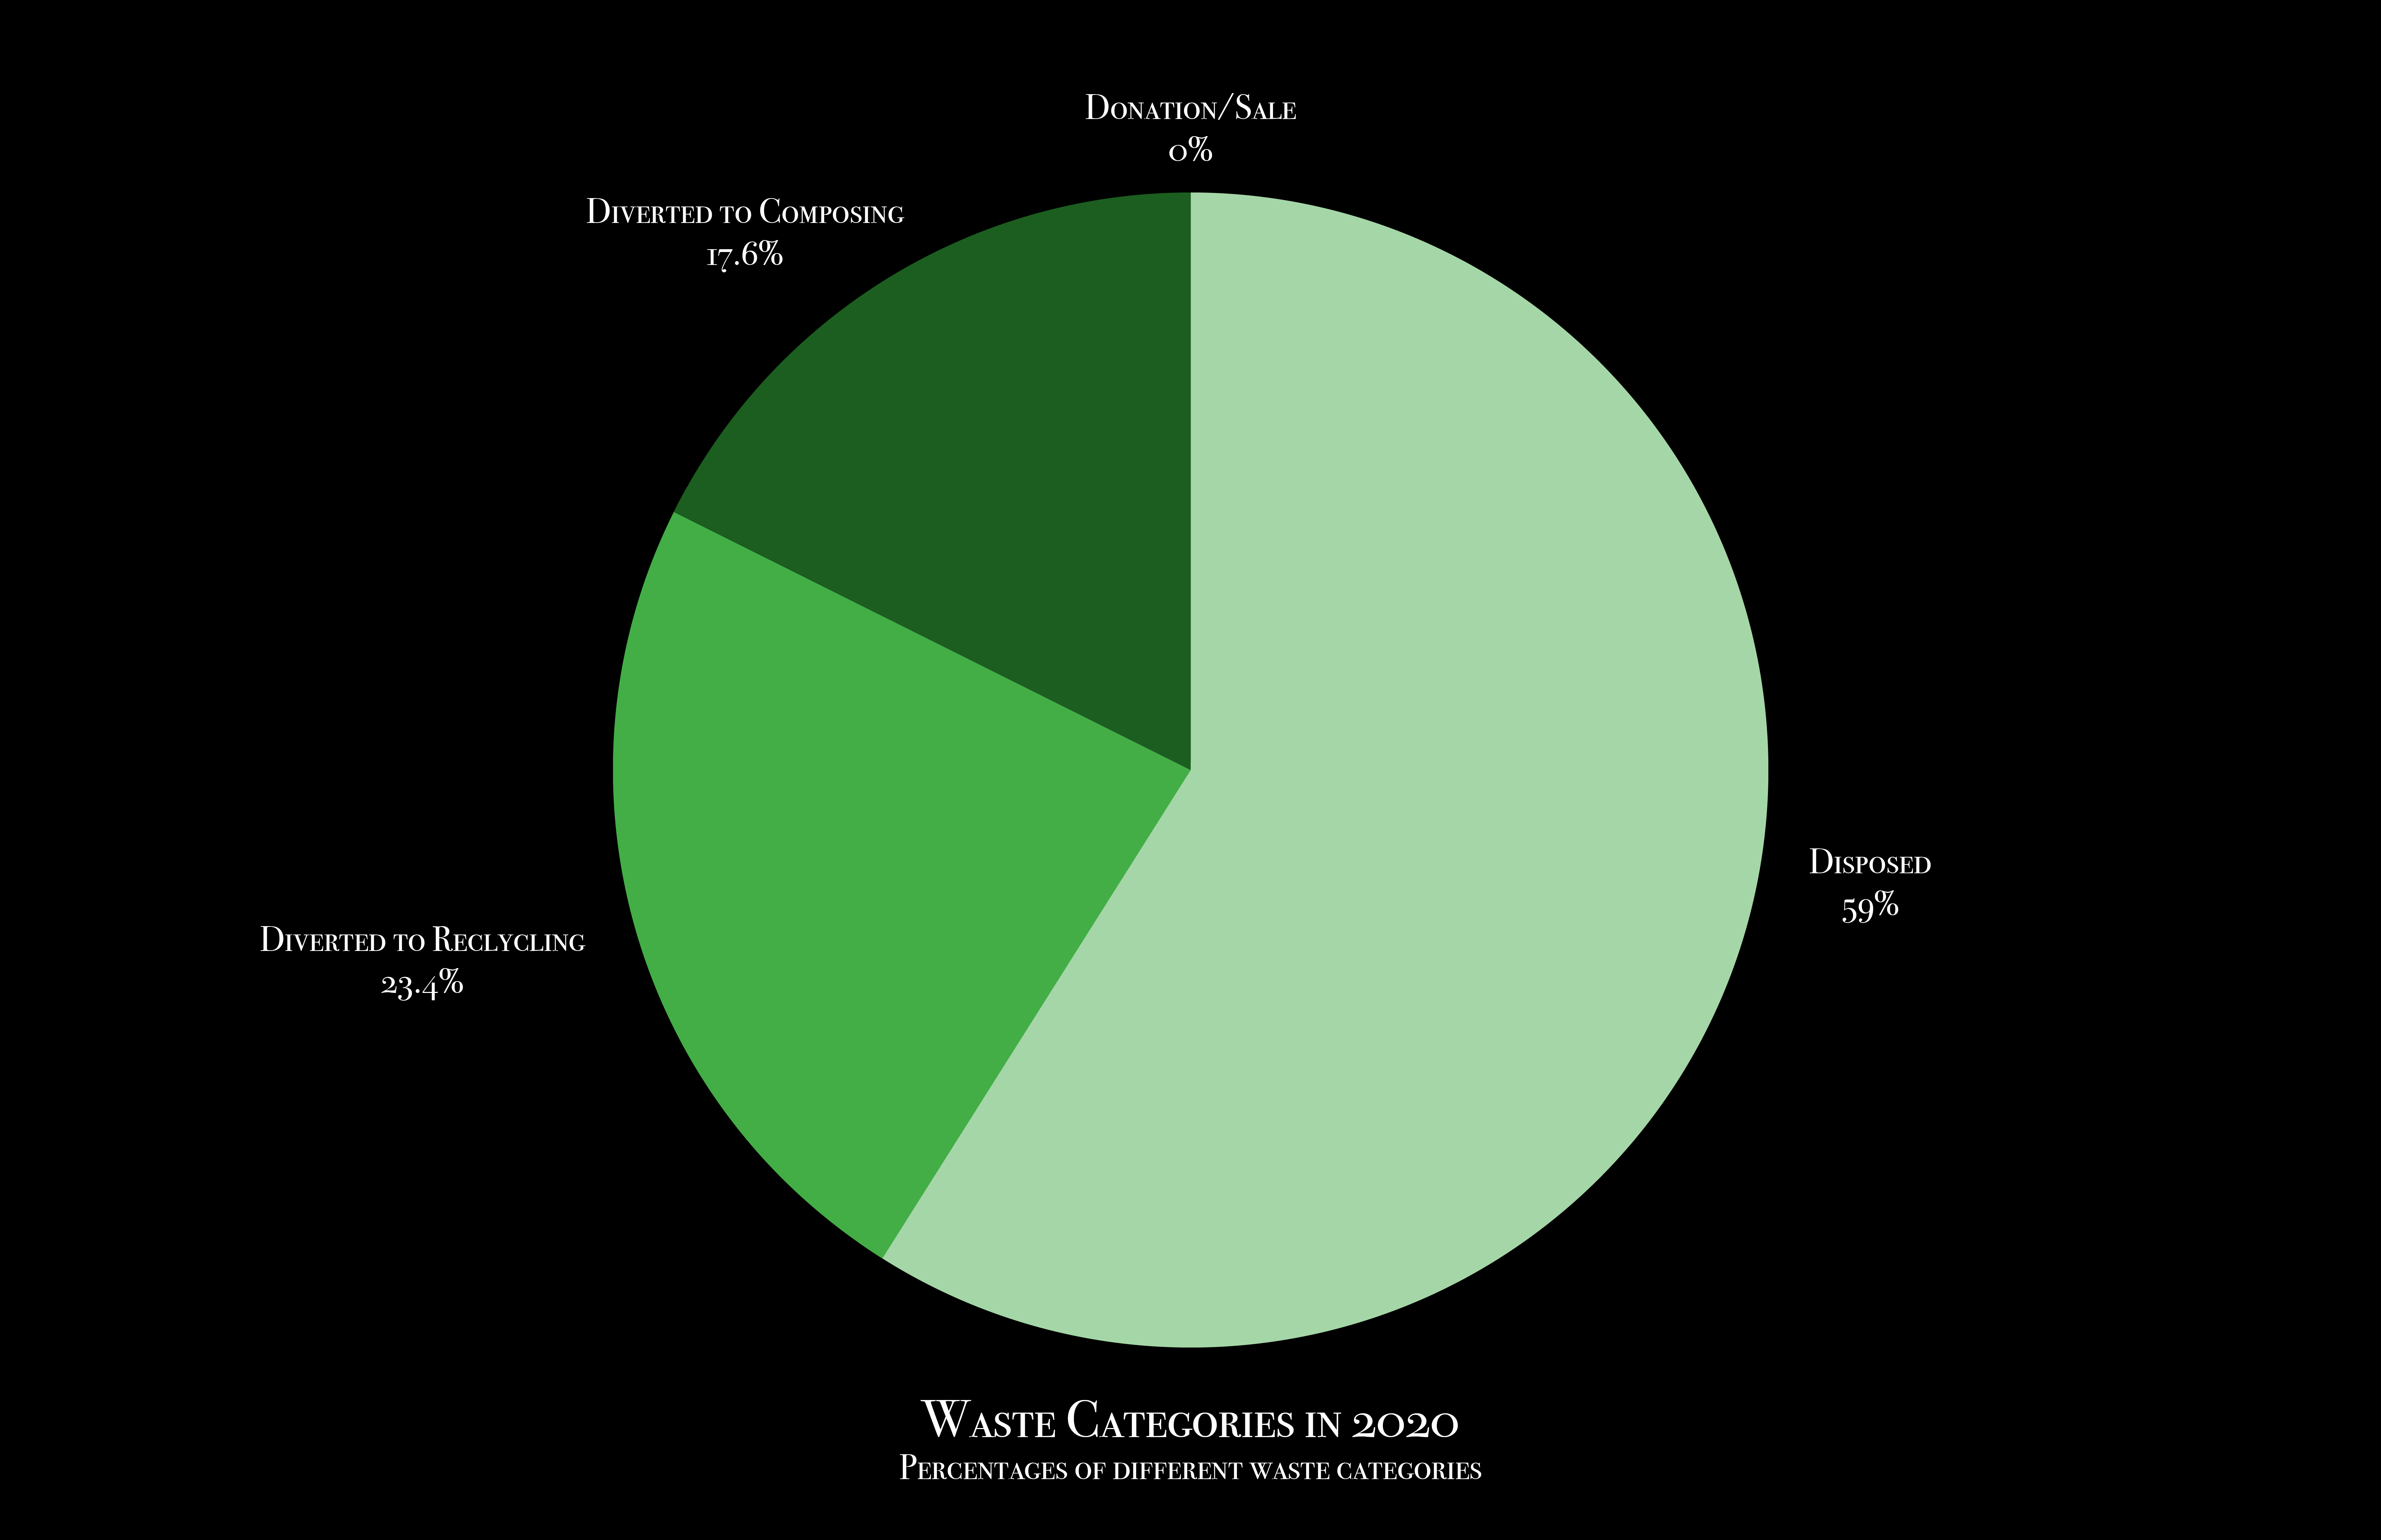 Donation/Sale
0%
Diverted to Composing
17.6%
Disposed
59%
Diverted to Reclycling
23.4%
Waste Categories in 2020
Percentages of different waste categories